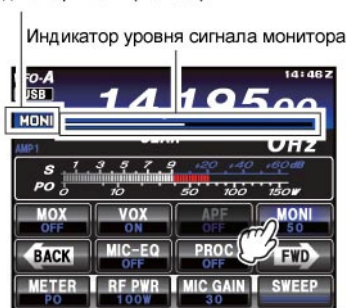 Индикатор уровня сигнала монитора
VFO-A
14:46Z
USB
14 195 00
MONI
AMP1
0Hz
S 1 3 5 7 9 +20 +40 +60dB
PO 0 10 50 100 150W
MOX VOX APF MONI
OFF ON OFF 50
BACK MIC-EQ PROC FWD
OFF OFF
METER RF PWR MIC GAIN SWEEP
PO 100W 30